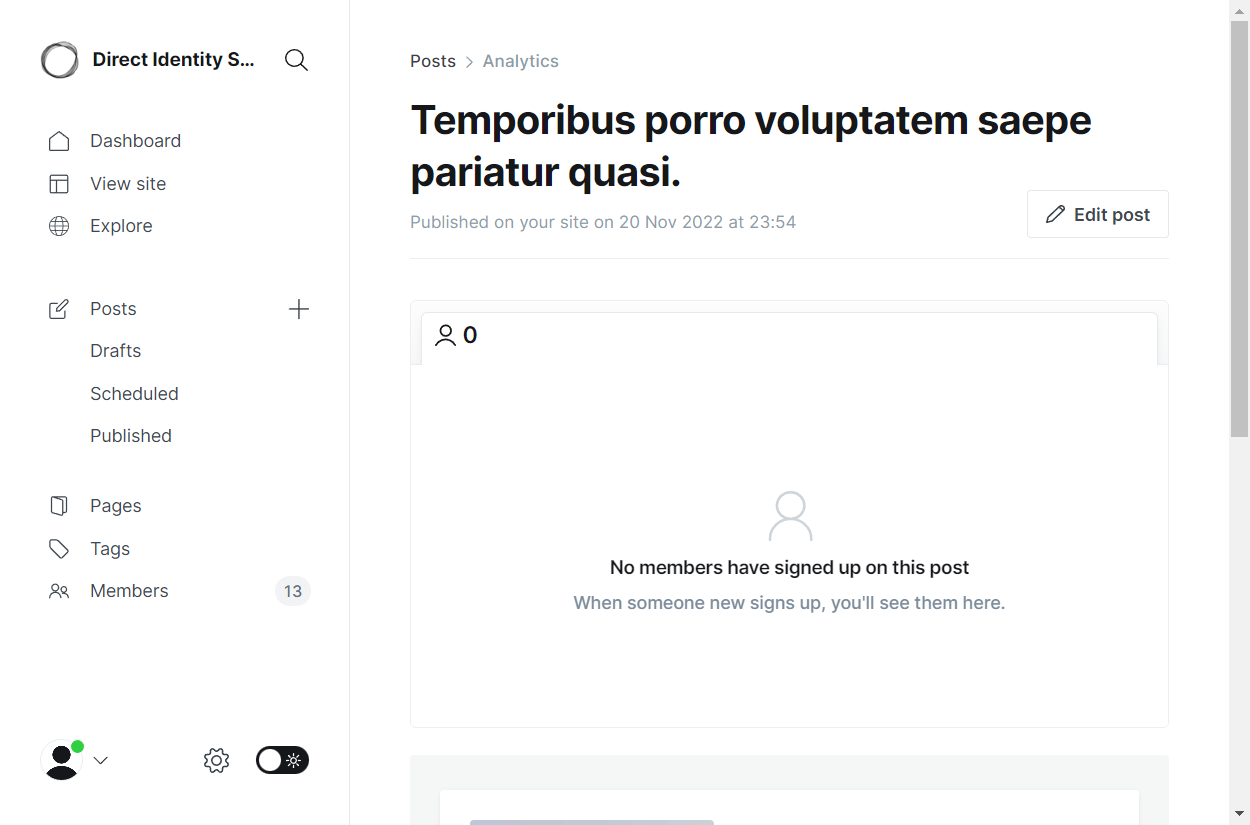 Direct Identity S...
Dashboard
View site
Explore
Posts
Drafts
Scheduled
Published
Pages
Tags
Members 13
Posts > Analytics
Temporibus porro voluptatem saepe
pariatur quasi.
Published on your site on 20 Nov 2022 at 23:54
Edit post
0
No members have signed up on this post
When someone new signs up, you'll see them here.